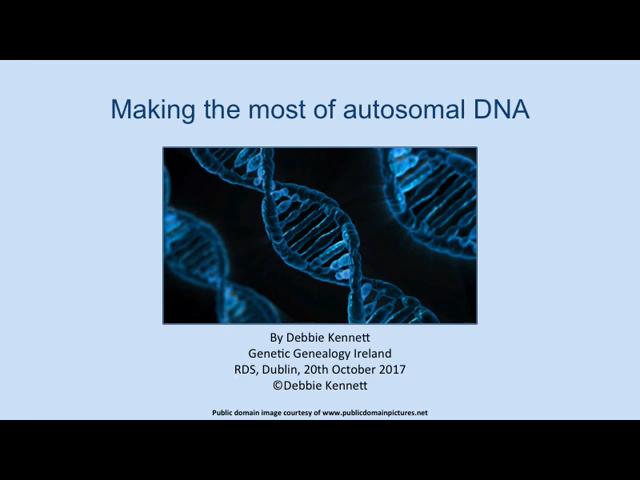 Making the most of autosomal DNA
By Debbie Kennett
Genetic Genealogy Ireland
RDS, Dublin, 20th October 2017
©Debbie Kennett
Public domain image courtesy of www.publicdomainpictures.net